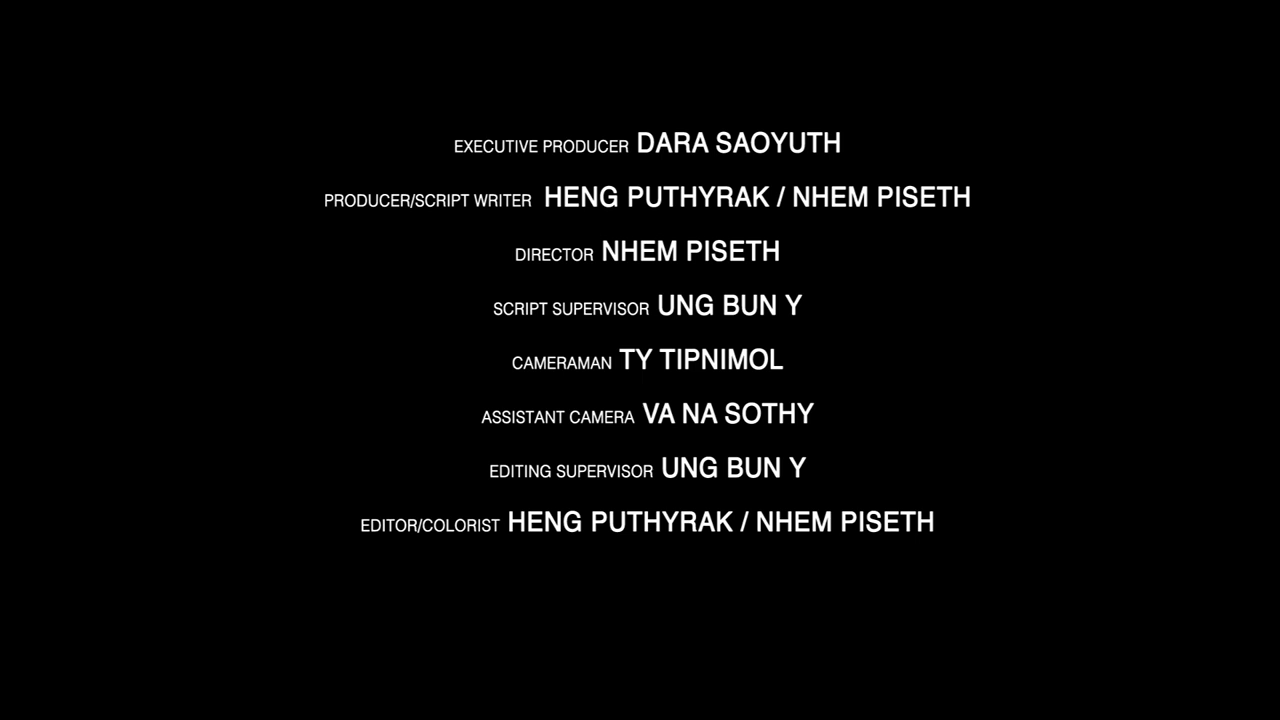 EXECUTIVE PRODUCER DARA SAOYUTH
PRODUCER/SCRIPT WRITER HENG PUTHYRAK / NHEM PISETH
DIRECTOR NHEM PISETH
SCRIPT SUPERVISOR UNG BUN Y
CAMERAMAN TY TIPNIMOL
ASSISTANT CAMERA VA NA SOTHY
EDITING SUPERVISOR UNG BUN Y
EDITOR/COLORIST HENG PUTHYRAK / NHEM PISETH